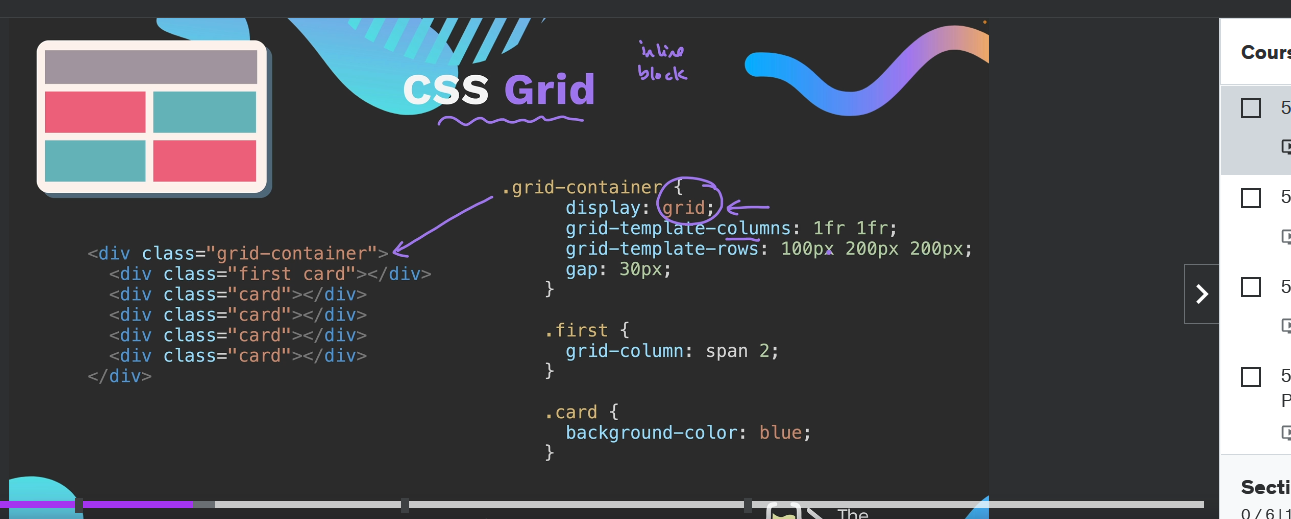 CSS Grid
inline
block
<div class="grid-container">
<div class="first card"></div>
<div class="card"></div>
<div class="card"></div>
<div class="card"></div>
<div class="card"></div>
</div>
.grid-container {
display: grid;
grid-template-columns: 1fr 1fr;
grid-template-rows: 100px 200px 200px;
gap: 30px;
}
.first {
grid-column: span 2;
}
.card {
background-color: blue;
}
The
Cours
5
5
5
5
P
Secti
0 / 6 | 1